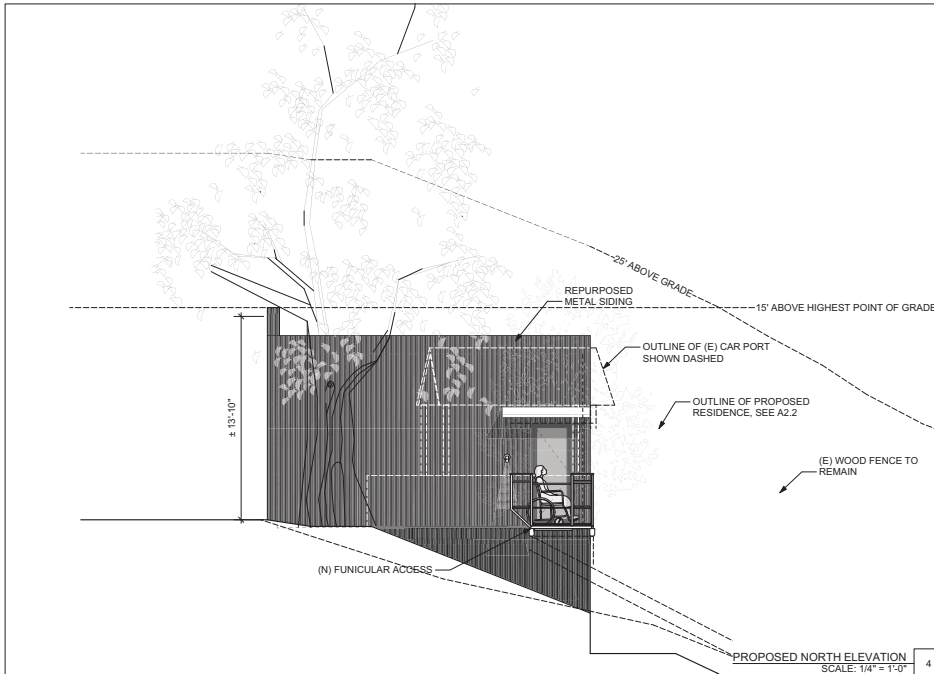 25' ABOVE GRADE
REPURPOSED
METAL SIDING
15' ABOVE HIGHEST POINT OF GRADE
OUTLINE OF (E) CAR PORT
SHOWN DASHED
OUTLINE OF PROPOSED
RESIDENCE, SEE A2.2
± 13'-10"
(E) WOOD FENCE TO
REMAIN
(N) FUNICULAR ACCESS
PROPOSED NORTH ELEVATION
SCALE: 1/4" = 1'-0"
4